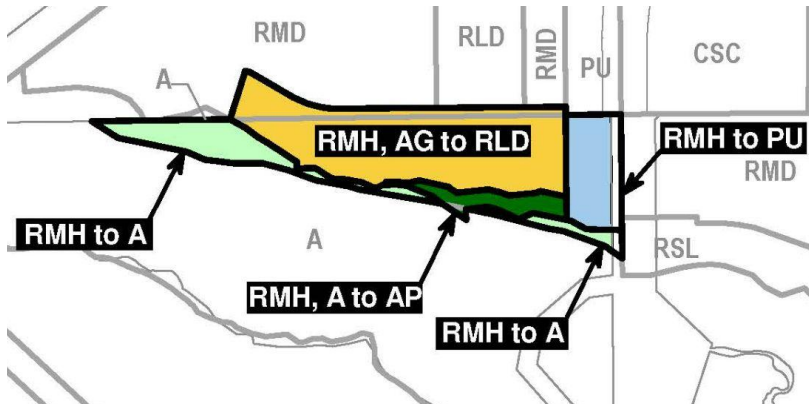 RMD
RLD
RMD
PU
CSC
A
RMH, AG to RLD
RMH to PU
RMD
RMH to A
A
RSL
RMH, A to AP
RMH to A